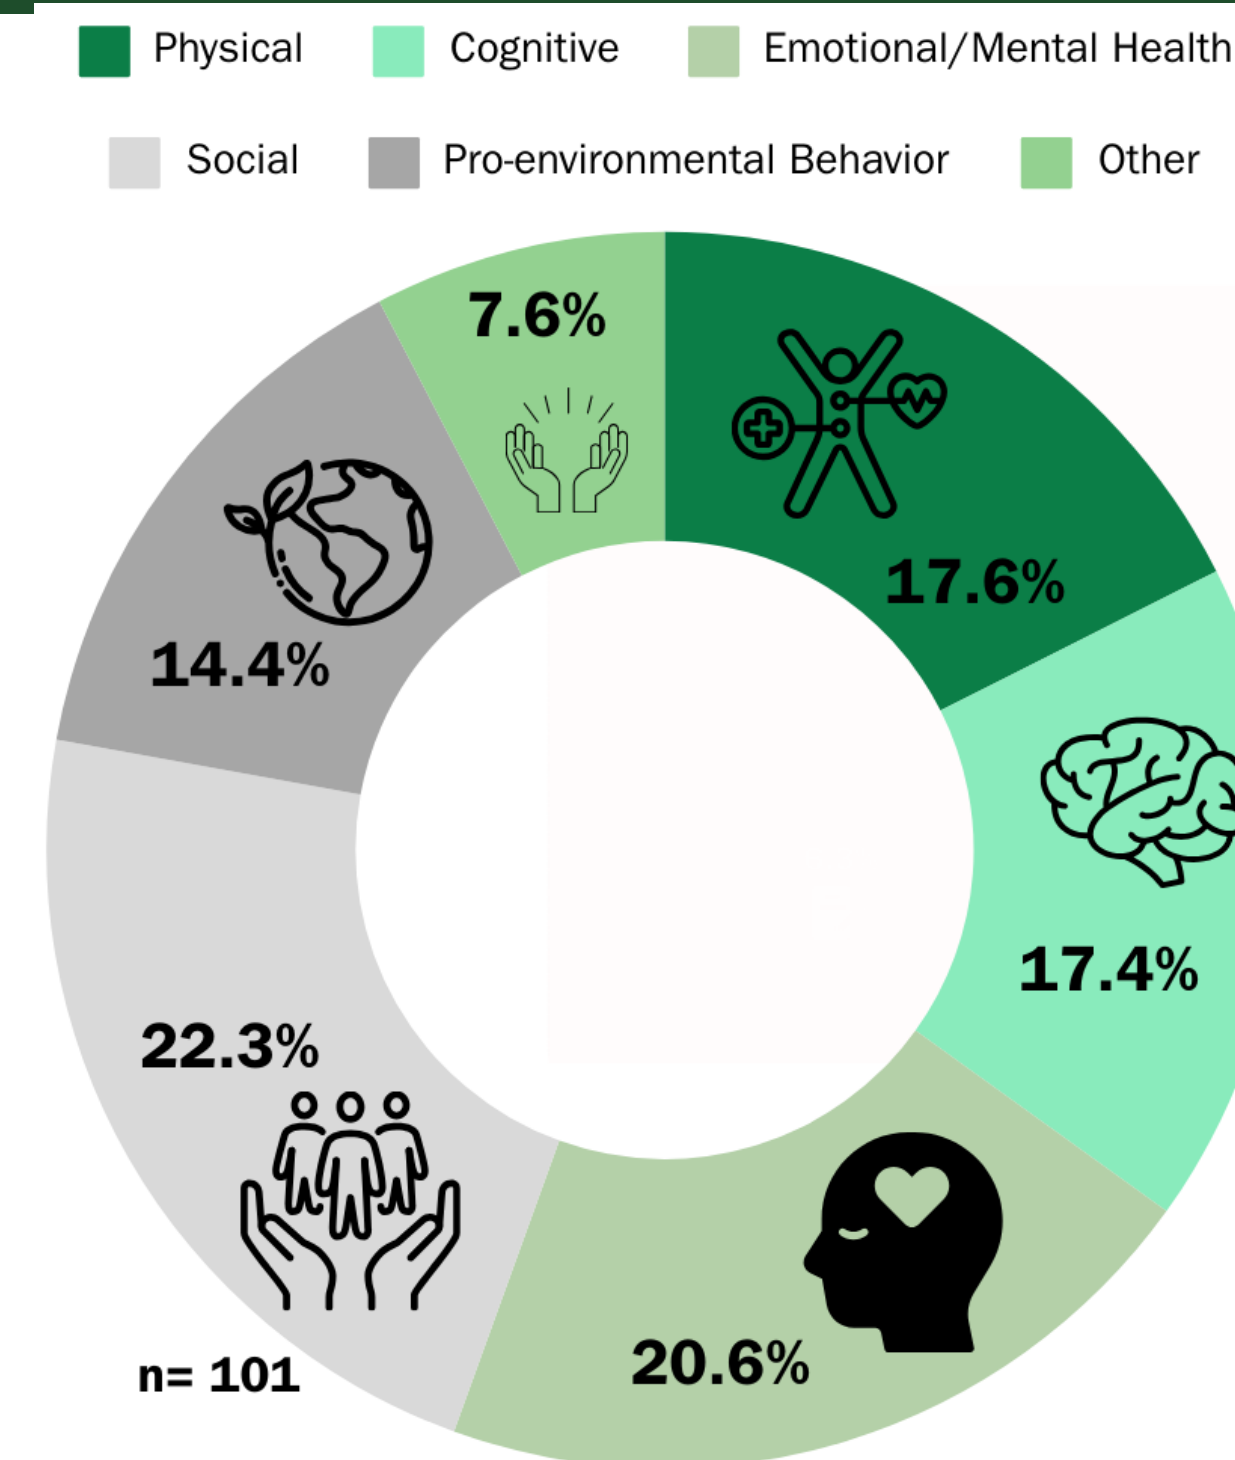 Physical Cognitive Emotional/Mental Health
Social Pro-environmental Behavior Other
7.6%
17.6%
14.4%
17.4%
22.3%
20.6%
n= 101